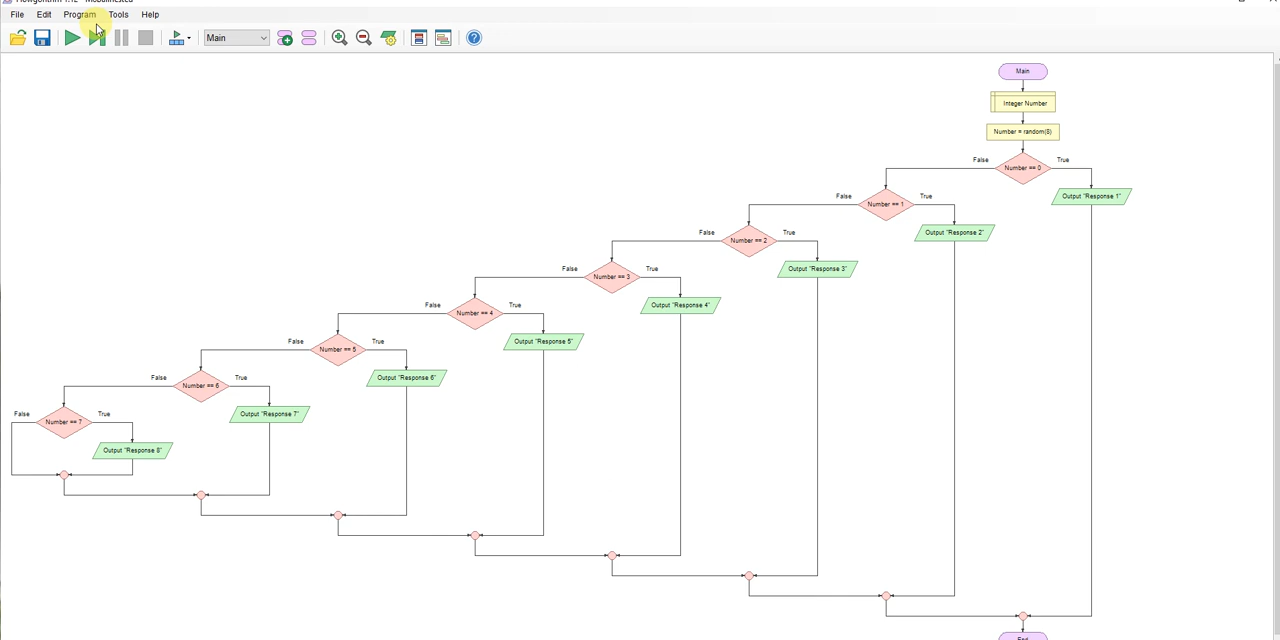 File Edit Program Tools Help
Main
Main
Integer Number
Number = random(8)
False True
Number == 0
Output "Response 1"
False True
Number == 1
Output "Response 2"
False True
Number == 2
Output "Response 3"
False True
Number == 3
Output "Response 4"
False True
Number == 4
Output "Response 5"
False True
Number == 5
Output "Response 6"
False True
Number == 6
Output "Response 7"
False True
Number == 7
Output "Response 8"